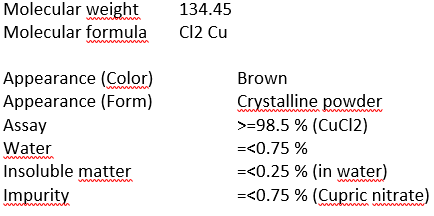 Molecular weight 134.45
Molecular formula Cl2 Cu
Appearance (Color) Brown
Appearance (Form) Crystalline powder
Assay >=98.5 % (CuCl2)
Water =<0.75 %
Insoluble matter =<0.25 % (in water)
Impurity =<0.75 % (Cupric nitrate)